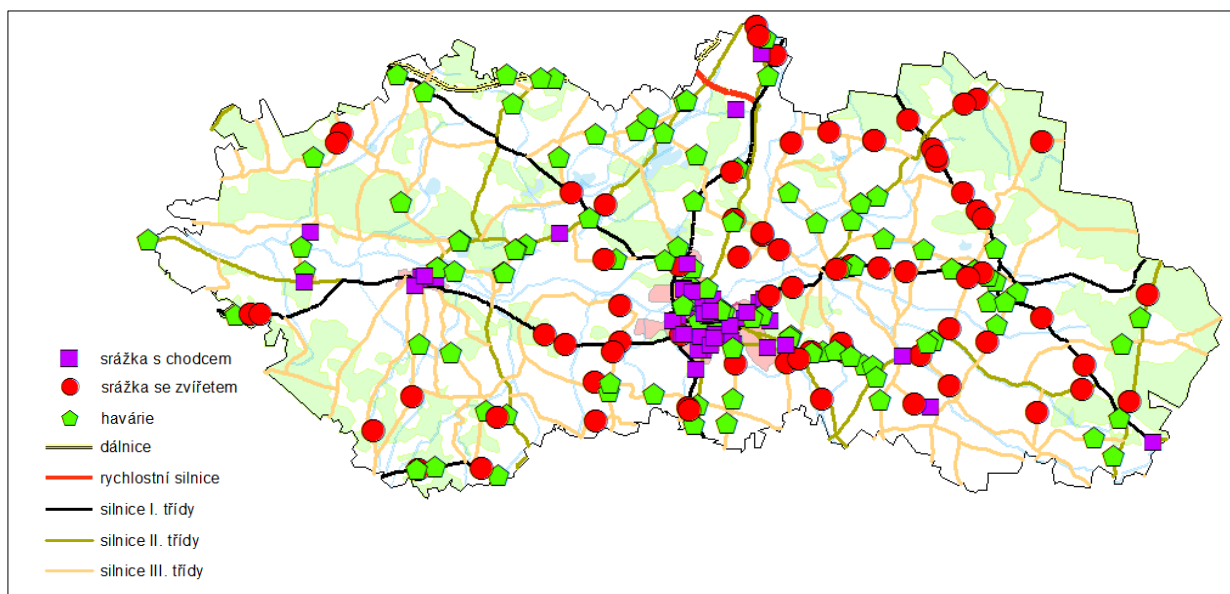 srážka s chodcem
srážka se zvířetem
havárie
dálnice
rychlostní silnice
silnice I. třídy
silnice II. třídy
silnice III. třídy